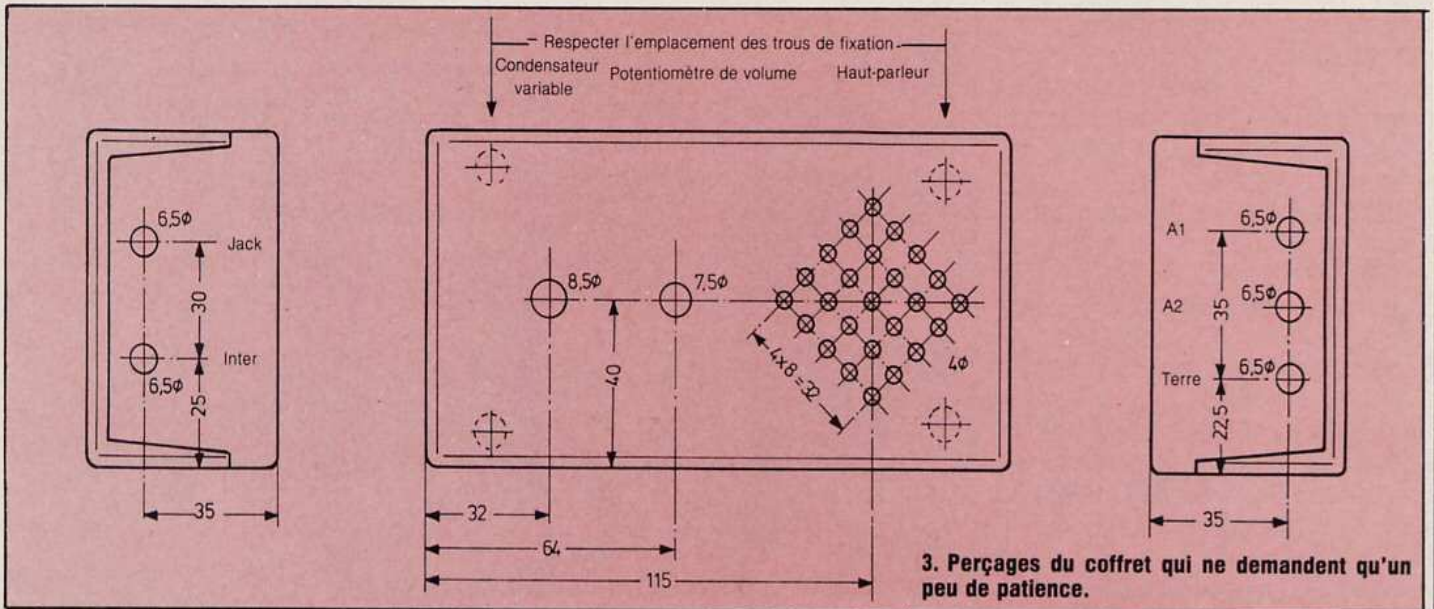 Respecter l'emplacement des trous de fixation
Condensateur variable
Potentiomètre de volume
Haut-parleur
6,5ϕ
Jack
30
Inter
6,5ϕ
25
35
8,5ϕ
7,5ϕ
40
4x8 = 32
4ϕ
32
64
115
A1
6,5ϕ
A2
35
6,5ϕ
Terre
6,5ϕ
22,5
35
3. Perçages du coffret qui ne demandent qu'un
peu de patience.